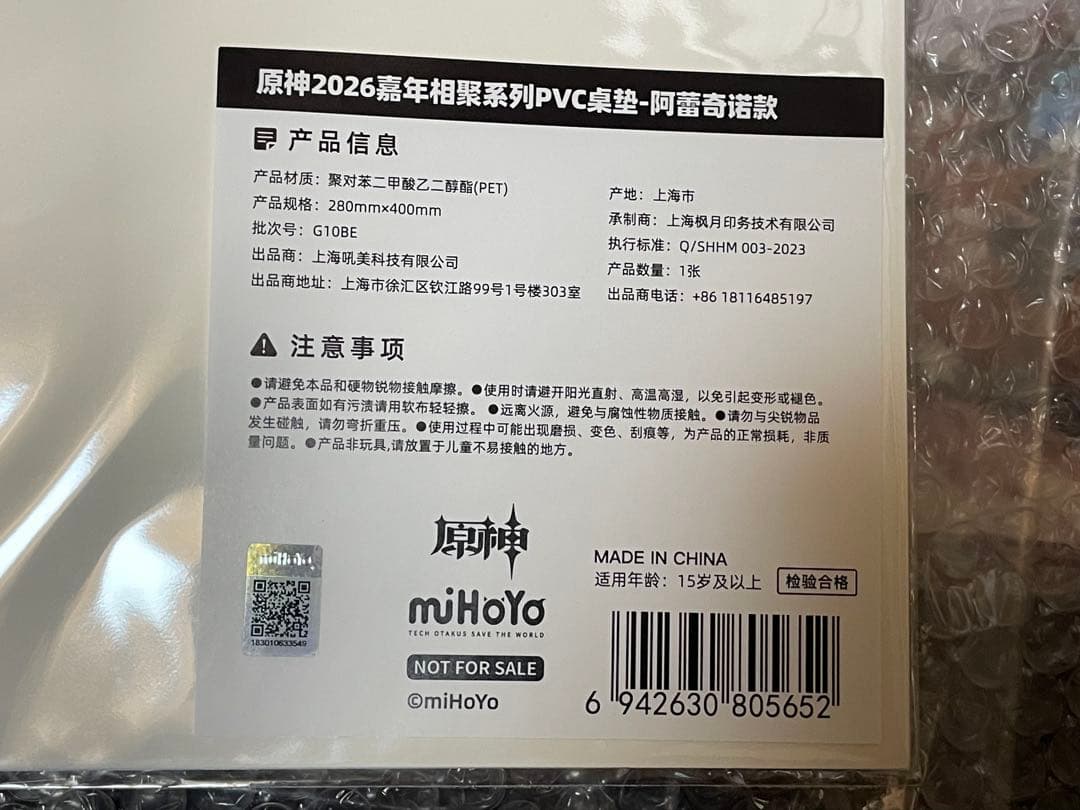 原神2026嘉年相聚系列PVC桌垫-阿蕾奇诺款
产品信息
产品材质：聚对苯二甲酸乙二醇酯(PET)
产品规格：280mm×400mm
批次号：G10BE
出品商：上海吼美科技有限公司
出品商地址：上海市徐汇区钦江路99号1号楼303室
产地：上海市
承制商：上海枫月印务技术有限公司
执行标准：Q/SHHM 003-2023
产品数量：1张
出品商电话：+86 18116485197
注意事项
●请避免本品和硬物锐物接触摩擦。●使用时请避开阳光直射、高温高湿，以免引起变形或褪色。
●产品表面如有污渍请用软布轻轻擦。●远离火源，避免与腐蚀性物质接触。●请勿与尖锐物品
发生碰触，请勿弯折重压。●使用过程中可能出现磨损、变色、刮痕等，为产品的正常损耗，非质
量问题。●产品非玩具,请放置于儿童不易接触的地方。
miHoYo
183010633549
原神
miHoYo
TECH OTAKUS SAVE THE WORLD
NOT FOR SALE
©miHoYo
MADE IN CHINA
适用年龄：15岁及以上 检验合格
6 942630 805652